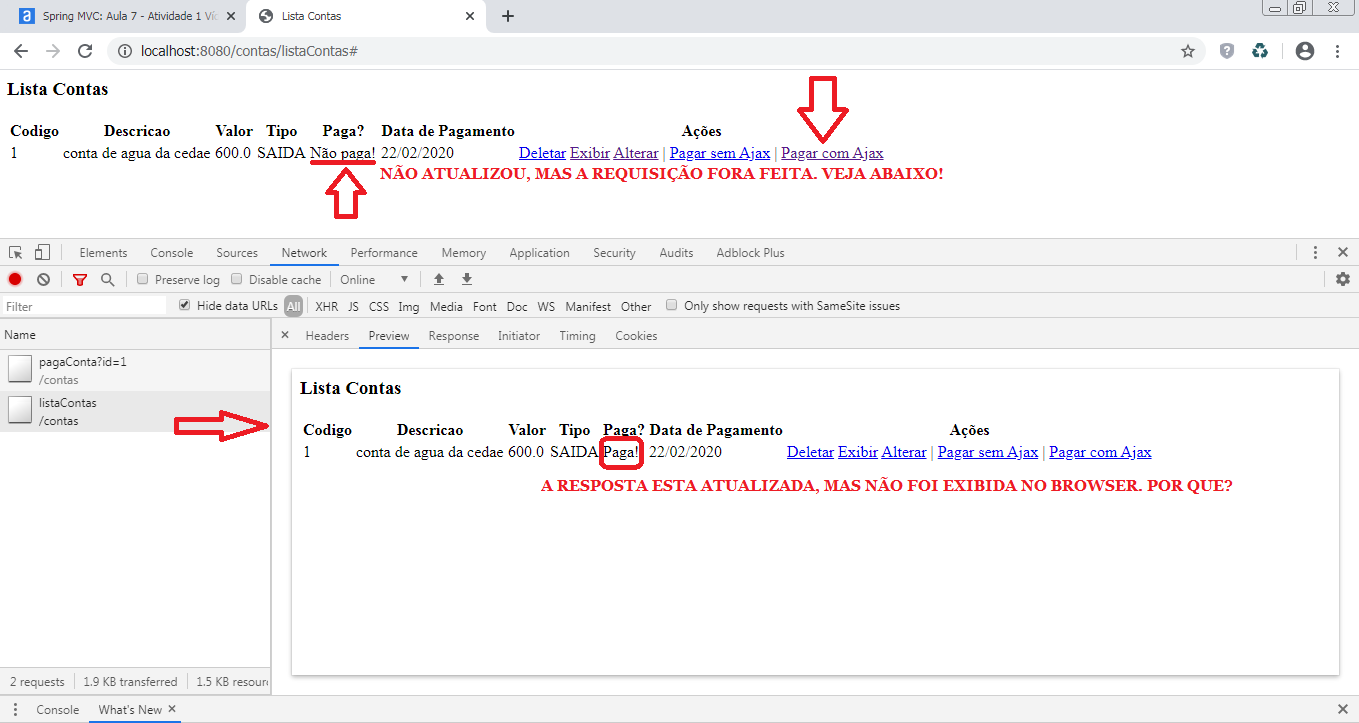 Spring MVC: Aula 7 - Atividade 1 Víc
Lista Contas
localhost:8080/contas/listaContas#
Lista Contas
Codigo Descricao Valor Tipo Paga? Data de Pagamento Ações
1 conta de agua da cedae 600.0 SAIDA Não paga! 22/02/2020 Deletar Exibir Alterar | Pagar sem Ajax | Pagar com Ajax
NÃO ATUALIZOU, MAS A REQUISIÇÃO FORA FEITA. VEJA ABAIXO!
Elements Console Sources Network Performance Memory Application Security Audits Adblock Plus
Preserve log Disable cache Online
Filter Hide data URLs All XHR JS CSS Img Media Font Doc WS Manifest Other Only show requests with SameSite issues
Name Headers Preview Response Initiator Timing Cookies
pagaConta?id=1
/contas
listaContas
/contas
Lista Contas
Codigo Descricao Valor Tipo Paga? Data de Pagamento Ações
1 conta de agua da cedae 600.0 SAIDA Paga! 22/02/2020 Deletar Exibir Alterar | Pagar sem Ajax | Pagar com Ajax
A RESPOSTA ESTA ATUALIZADA, MAS NÃO FOI EXIBIDA NO BROWSER. POR QUE?
2 requests 1.9 KB transferred 1.5 KB resour
Console What's New